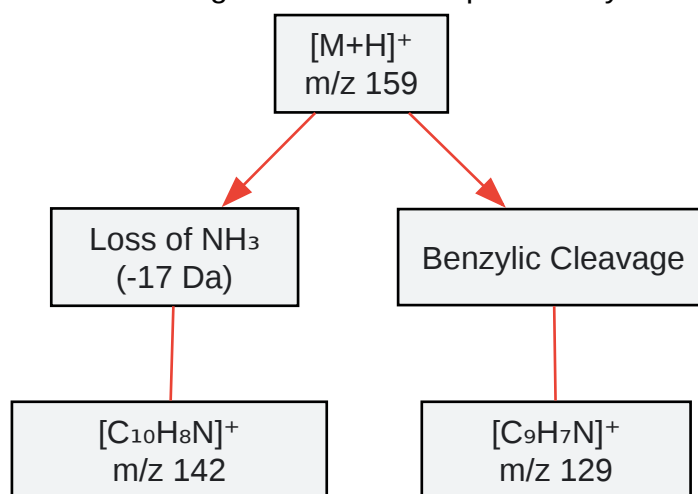 [M+H]⁺
m/z 159
Loss of NH₃
(-17 Da)
Benzylic Cleavage
[C₁₀H₈N]⁺
m/z 142
[C₉H₇N]⁺
m/z 129